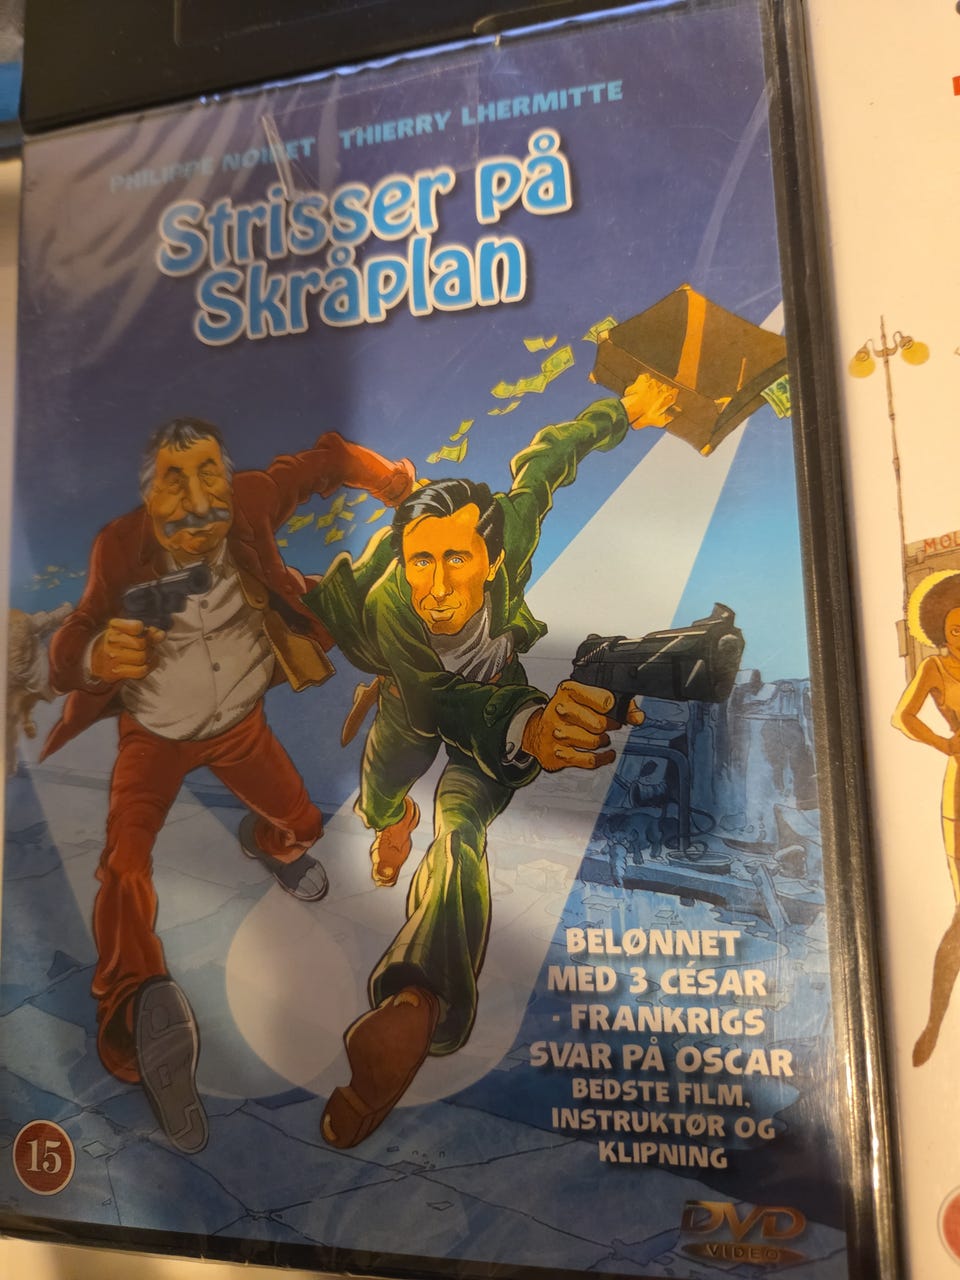 PHILIPPE NOIRET THIERRY LHERMITTE
Strisser på
Skråplan
BELØNNET
MED 3 CÉSAR
- FRANKRIGS
SVAR PÅ OSCAR
BEDSTE FILM,
INSTRUKTØR OG
KLIPNING
15
DVD
VIDEO